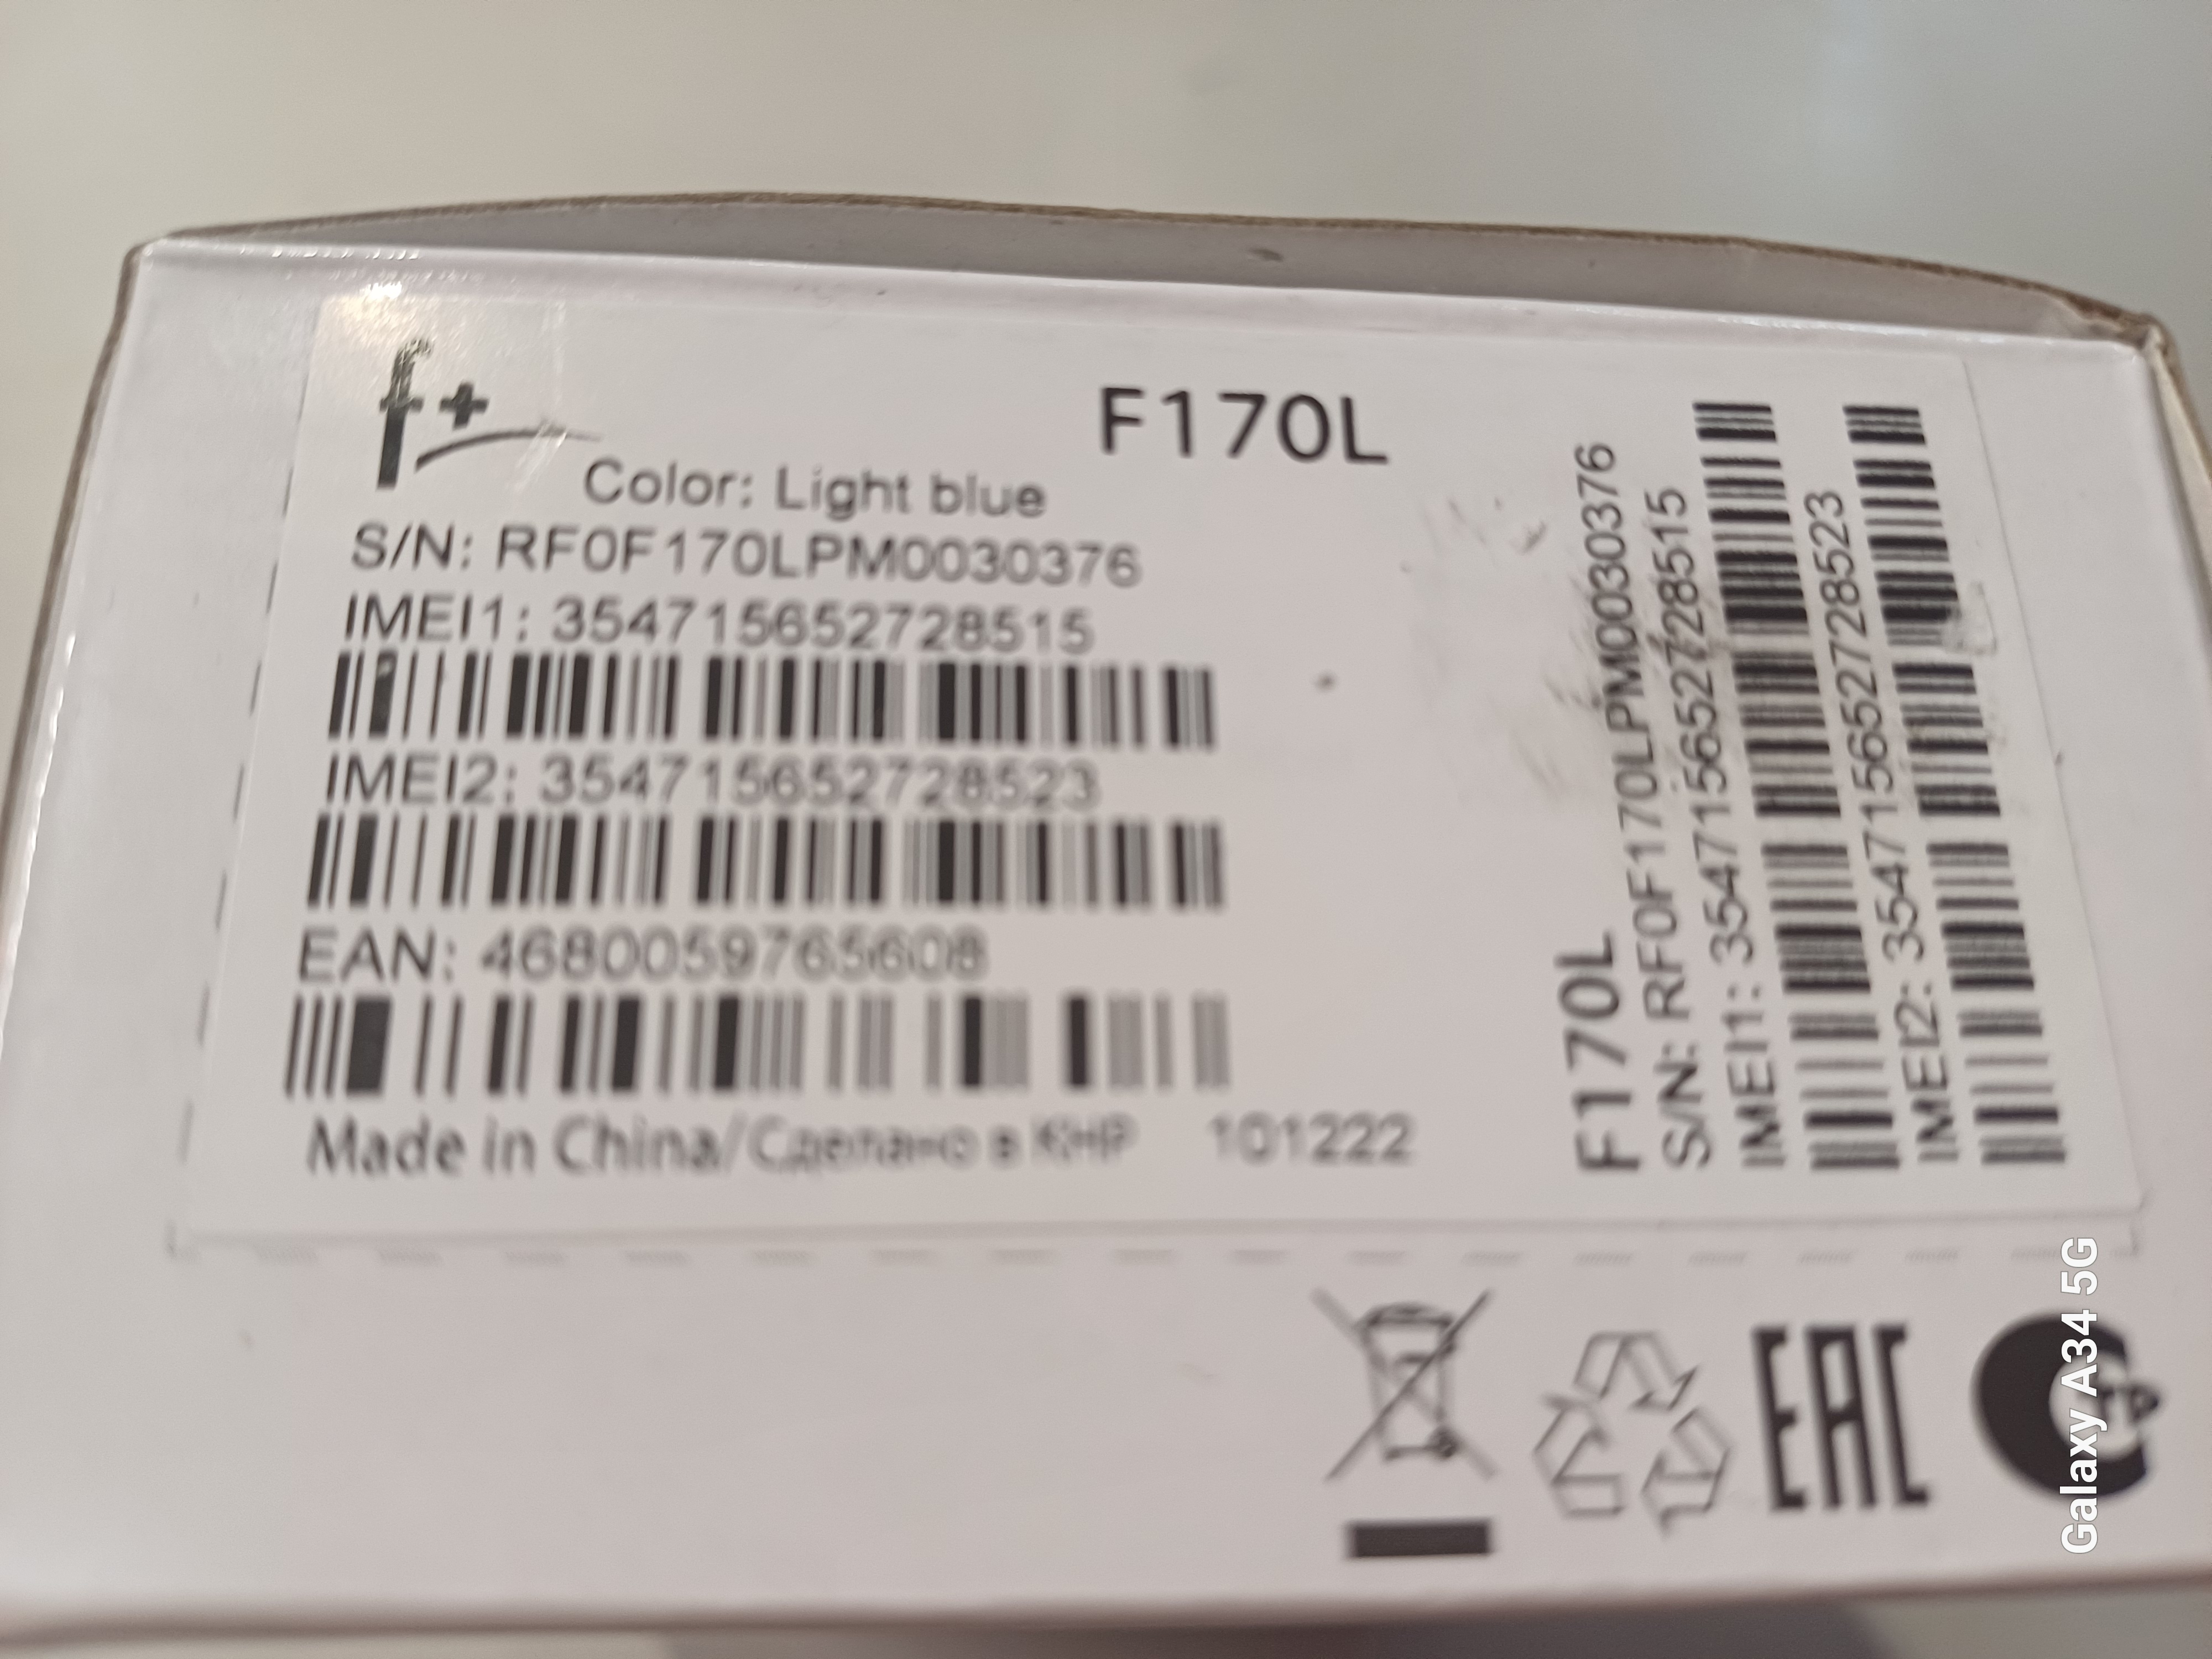 f+
F170L
Color: Light blue
S/N: RF0F170LPM0030376
IMEI1: 354715652728515
IMEI2: 354715652728523
EAN: 4680059765608
Made in China/Сделано в КНР 101222
F170L
S/N: RF0F170LPM0030376
IMEI1: 354715652728515
IMEI2: 354715652728523
EAC
Galaxy A34 5G